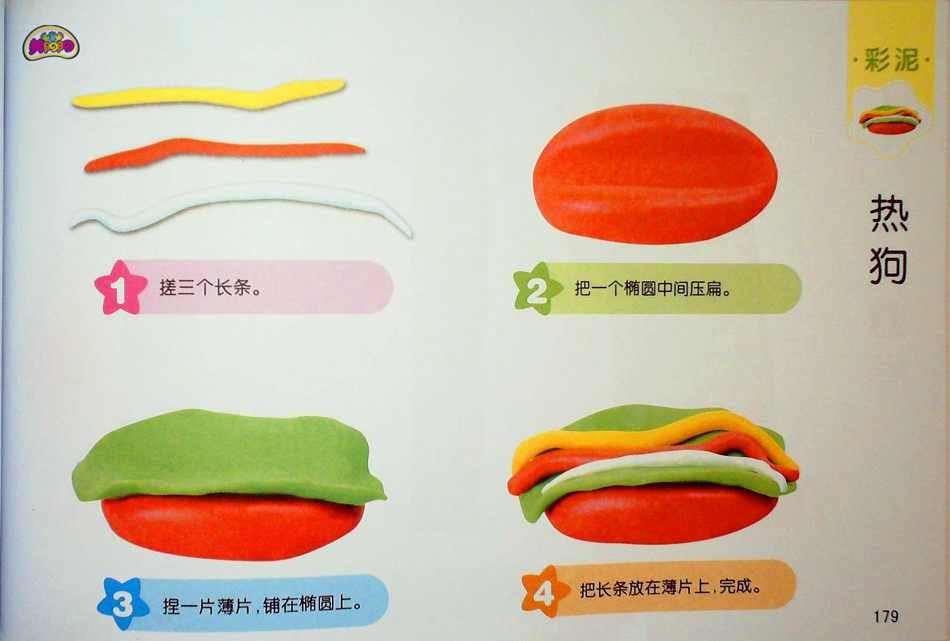 ·彩泥·
热狗
1 搓三个长条。
2 把一个椭圆中间压扁。
3 捏一片薄片,铺在椭圆上。
4 把长条放在薄片上,完成。
179